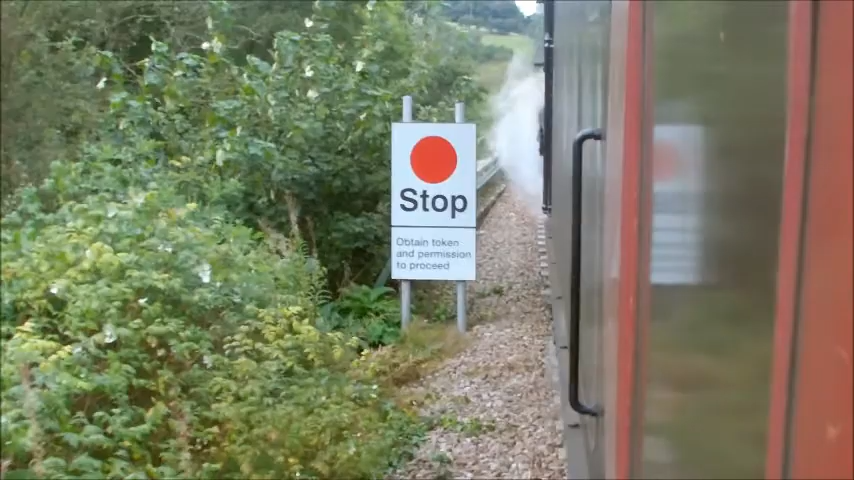 Stop
Obtain token
and permission
to proceed